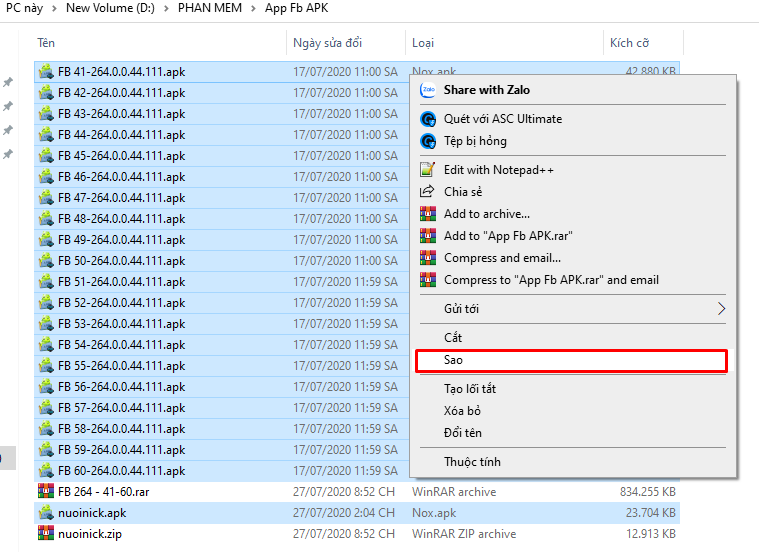 PC này > New Volume (D:) > PHAN MEM > App Fb APK
Tên Ngày sửa đổi Loại Kích cỡ
FB 41-264.0.0.44.111.apk 17/07/2020 11:00 SA Nox.apk 42.880 KB
FB 42-264.0.0.44.111.apk 17/07/2020 11:00 SA
FB 43-264.0.0.44.111.apk 17/07/2020 11:00 SA
FB 44-264.0.0.44.111.apk 17/07/2020 11:00 SA
FB 45-264.0.0.44.111.apk 17/07/2020 11:00 SA
FB 46-264.0.0.44.111.apk 17/07/2020 11:00 SA
FB 47-264.0.0.44.111.apk 17/07/2020 11:00 SA
FB 48-264.0.0.44.111.apk 17/07/2020 11:00 SA
FB 49-264.0.0.44.111.apk 17/07/2020 11:00 SA
FB 50-264.0.0.44.111.apk 17/07/2020 11:00 SA
FB 51-264.0.0.44.111.apk 17/07/2020 11:59 SA
FB 52-264.0.0.44.111.apk 17/07/2020 11:59 SA
FB 53-264.0.0.44.111.apk 17/07/2020 11:59 SA
FB 54-264.0.0.44.111.apk 17/07/2020 11:59 SA
FB 55-264.0.0.44.111.apk 17/07/2020 11:59 SA
FB 56-264.0.0.44.111.apk 17/07/2020 11:59 SA
FB 57-264.0.0.44.111.apk 17/07/2020 11:59 SA
FB 58-264.0.0.44.111.apk 17/07/2020 11:59 SA
FB 59-264.0.0.44.111.apk 17/07/2020 11:59 SA
FB 60-264.0.0.44.111.apk 17/07/2020 11:59 SA
FB 264 - 41-60.rar 27/07/2020 8:52 CH WinRAR archive 834.255 KB
nuoinick.apk 27/07/2020 2:04 CH Nox.apk 23.704 KB
nuoinick.zip 27/07/2020 8:52 CH WinRAR ZIP archive 12.913 KB
Zalo
Share with Zalo
Quét với ASC Ultimate
Tệp bị hỏng
Edit with Notepad++
Chia sẻ
Add to archive...
Add to "App Fb APK.rar"
Compress and email...
Compress to "App Fb APK.rar" and email
Gửi tới
Cắt
Sao
Tạo lối tắt
Xóa bỏ
Đổi tên
Thuộc tính